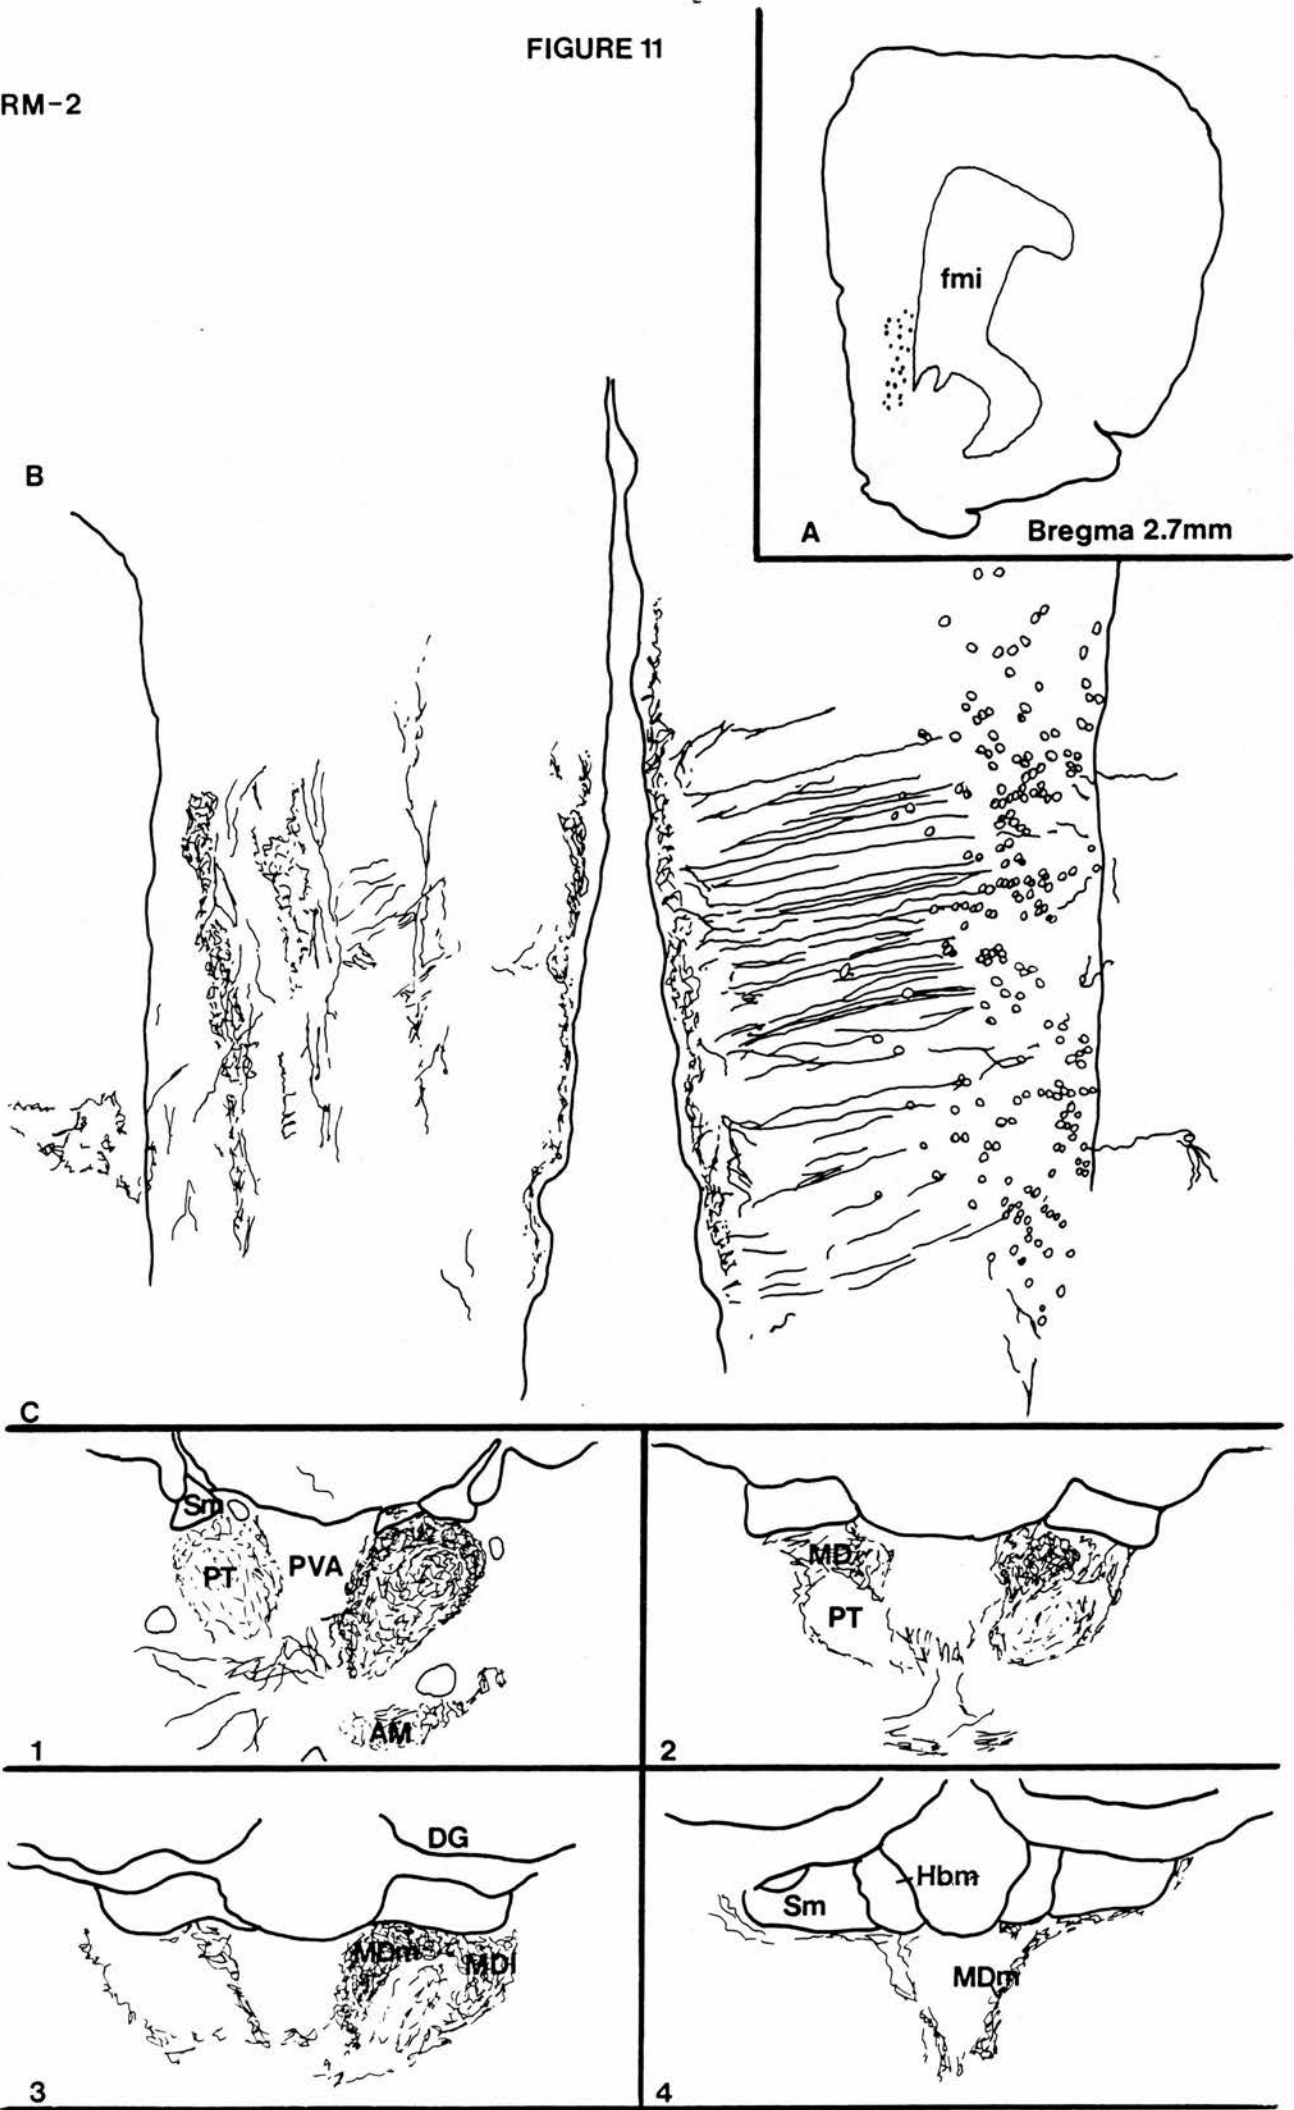 FIGURE 11
RM-2
fmi
A Bregma 2.7mm
B
C
Sm
PT PVA
AM
1
MD
PT
2
DG
MDm MDl
3
Hbm
Sm
MDm
4